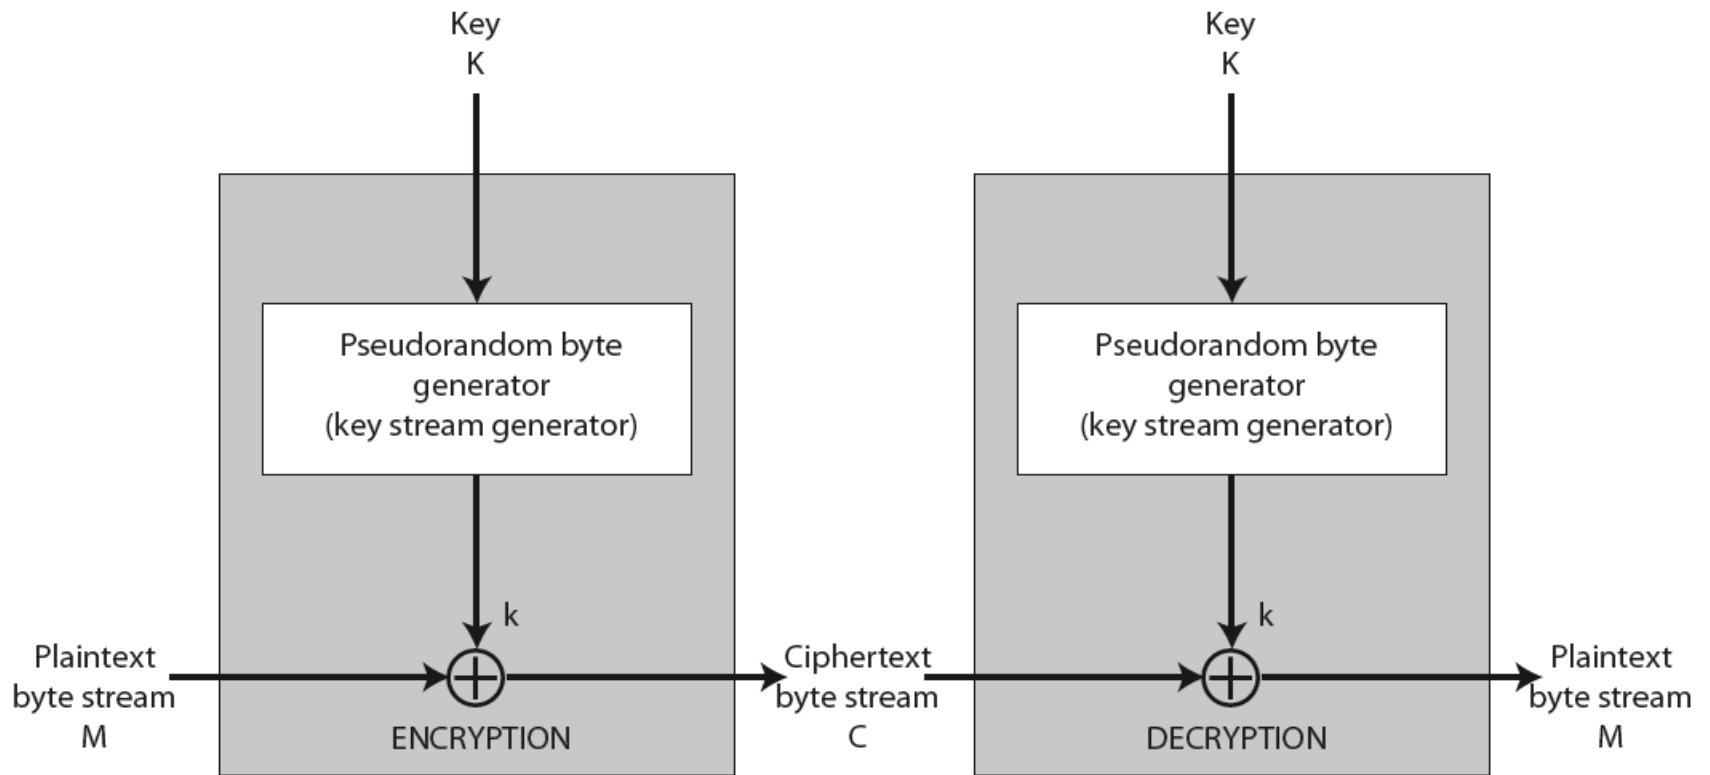 Key
K
Key
K
Pseudorandom byte
generator
(key stream generator)
Pseudorandom byte
generator
(key stream generator)
k
k
Plaintext
byte stream
M
ENCRYPTION
Ciphertext
byte stream
C
DECRYPTION
Plaintext
byte stream
M